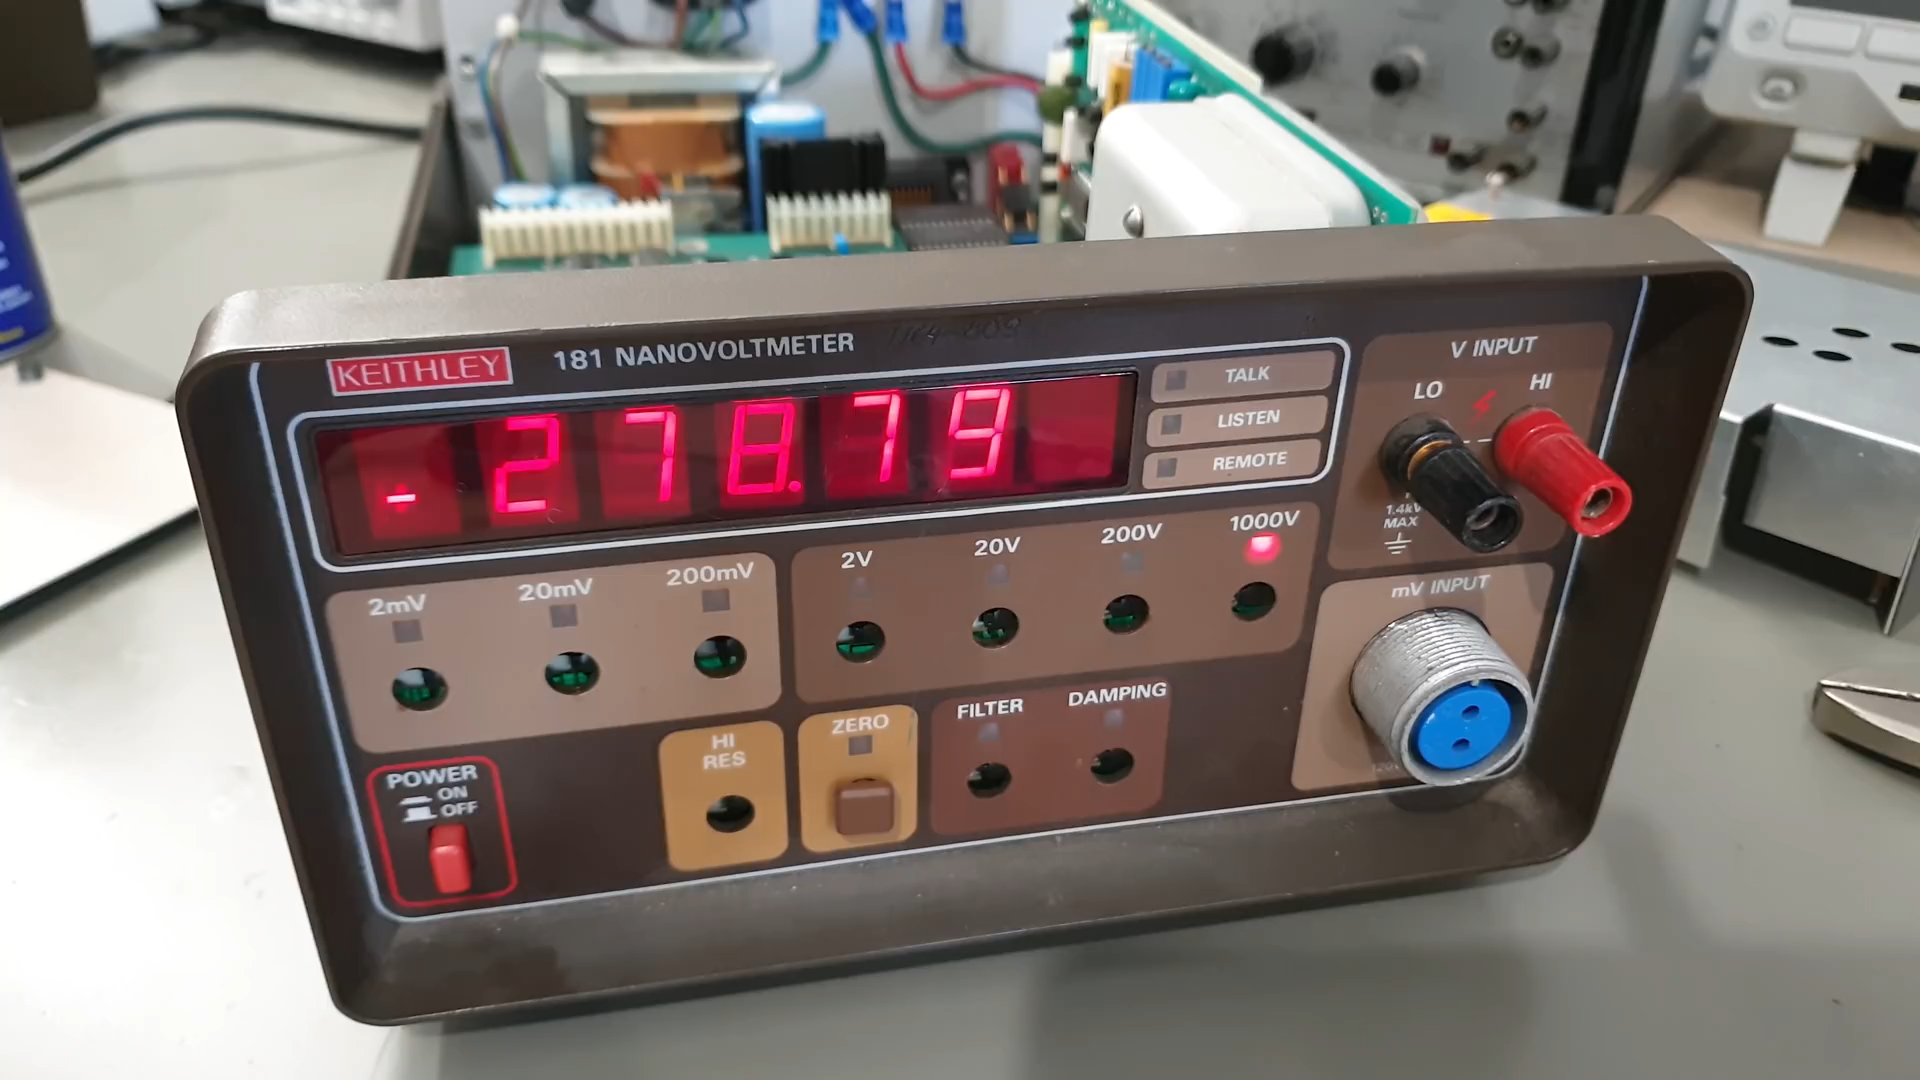 KEITHLEY
181 NANOVOLTMETER
-278.79
TALK
LISTEN
REMOTE
V INPUT
LO
HI
1.4kV
MAX
2mV
20mV
200mV
2V
20V
200V
1000V
mV INPUT
POWER
ON
OFF
HI
RES
ZERO
FILTER
DAMPING